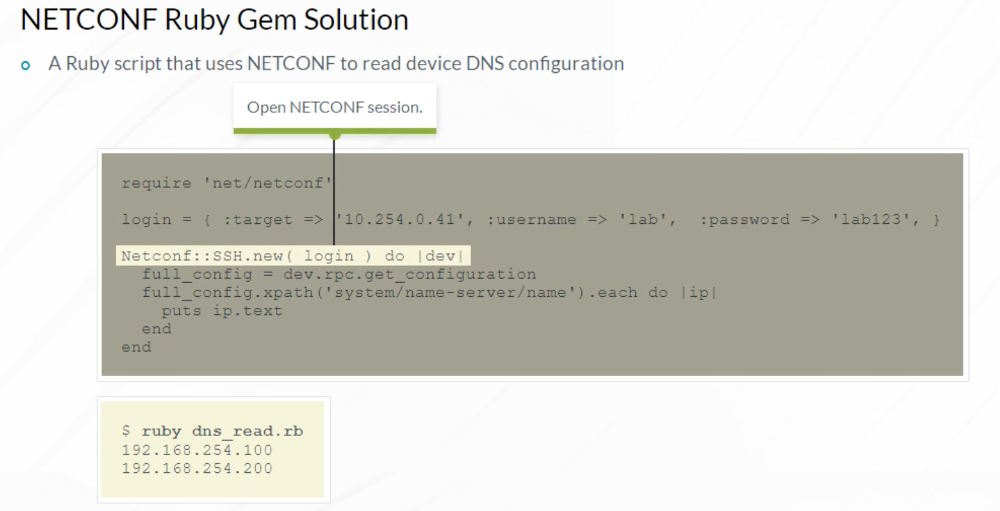 NETCONF Ruby Gem Solution
A Ruby script that uses NETCONF to read device DNS configuration
Open NETCONF session.
require 'net/netconf'
login = { :target => '10.254.0.41', :username => 'lab',  :password => 'lab123', }
Netconf::SSH.new( login ) do |dev|
  full_config = dev.rpc.get_configuration
  full_config.xpath('system/name-server/name').each do |ip|
    puts ip.text
  end
end
$ ruby dns_read.rb
192.168.254.100
192.168.254.200